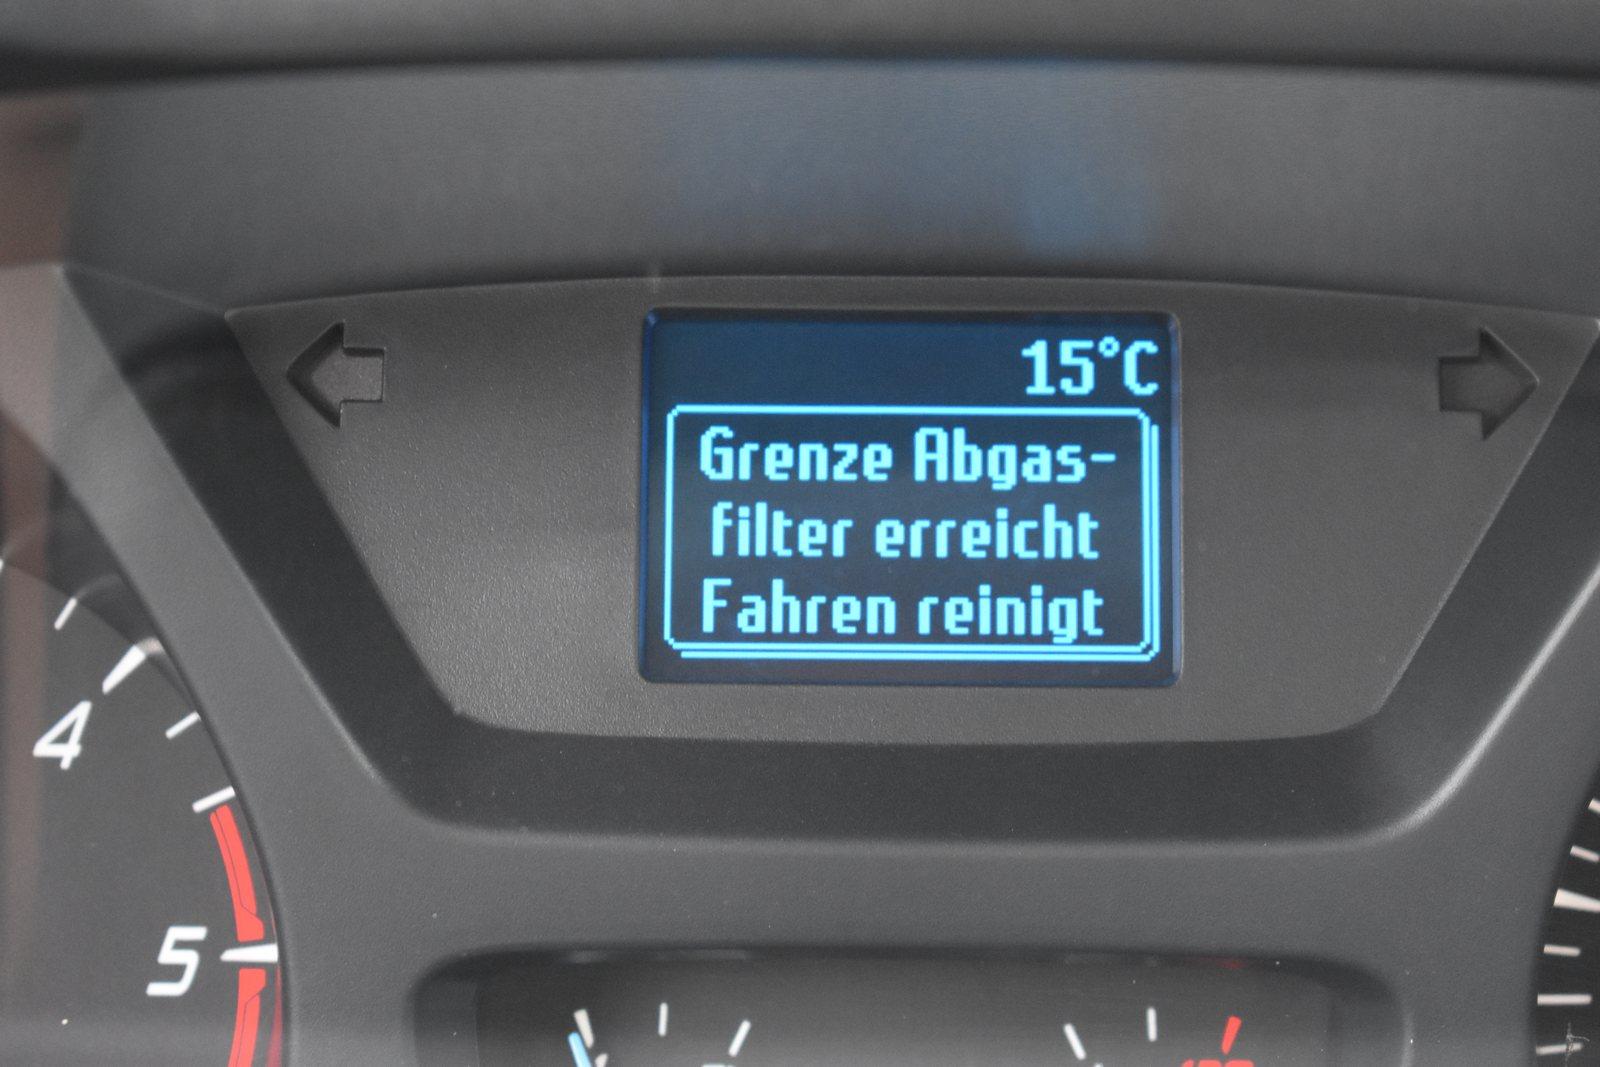 15°C
Grenze Abgas-
filter erreicht
Fahren reinigt
4
5